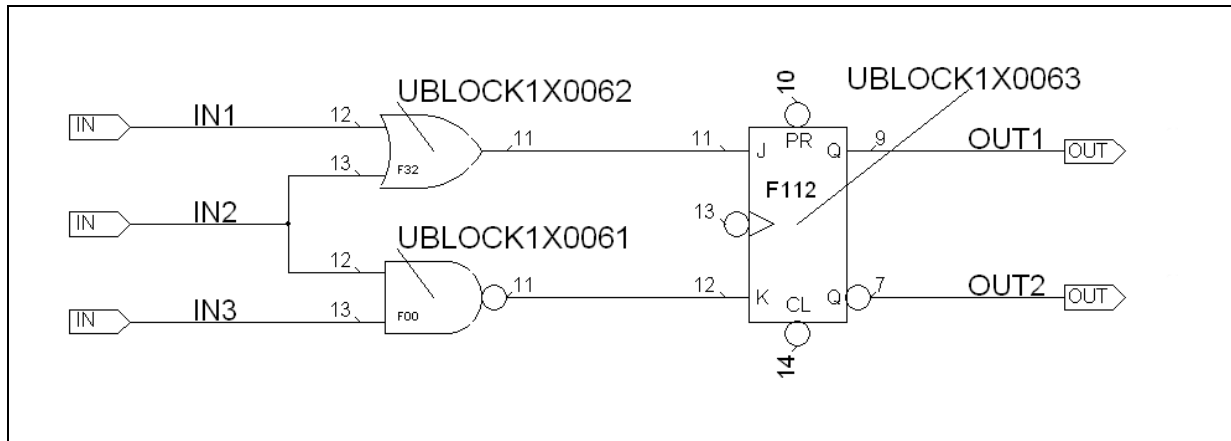 10
UBLOCK1X0062
UBLOCK1X0063
IN
IN1
12
11
11
J
PR
Q
9
OUT1
OUT
13
F32
F112
IN
IN2
13
UBLOCK1X0061
12
11
12
K
CL
Q
7
OUT2
OUT
IN
IN3
13
F00
14